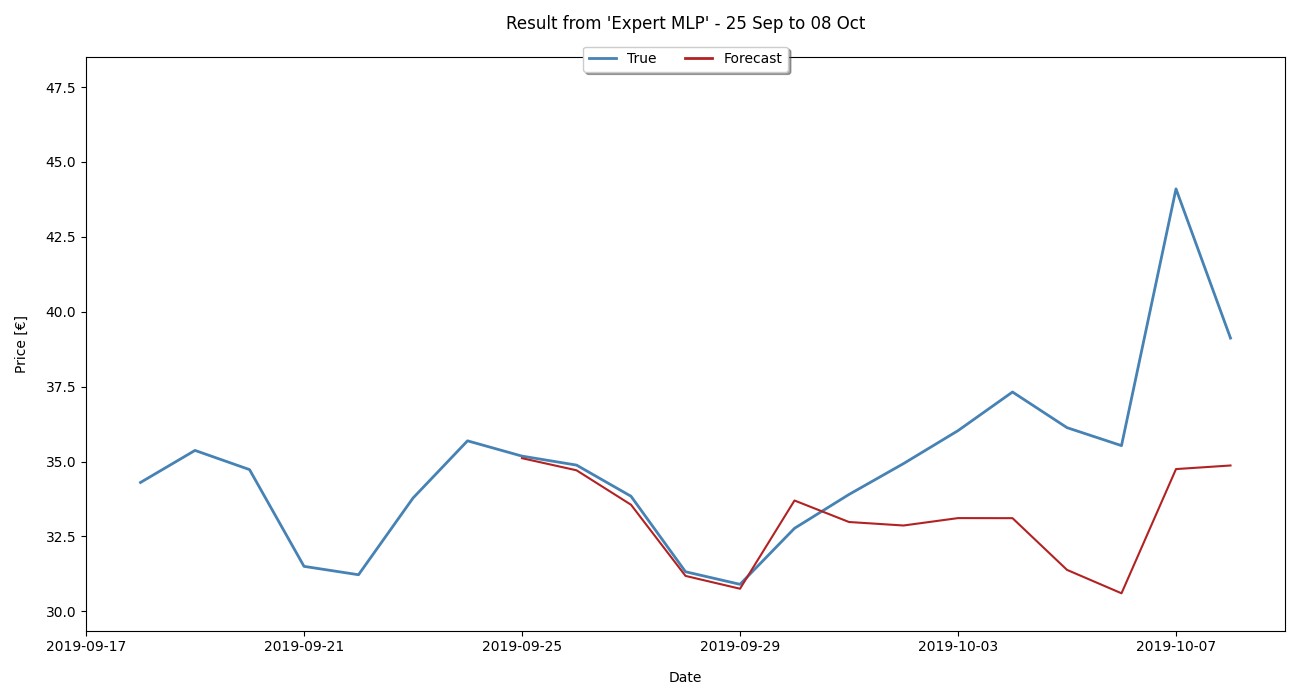 Result from 'Expert MLP' - 25 Sep to 08 Oct
True Forecast
47.5
45.0
42.5
40.0
37.5
35.0
32.5
30.0
Price [€]
2019-09-17 2019-09-21 2019-09-25 2019-09-29 2019-10-03 2019-10-07
Date